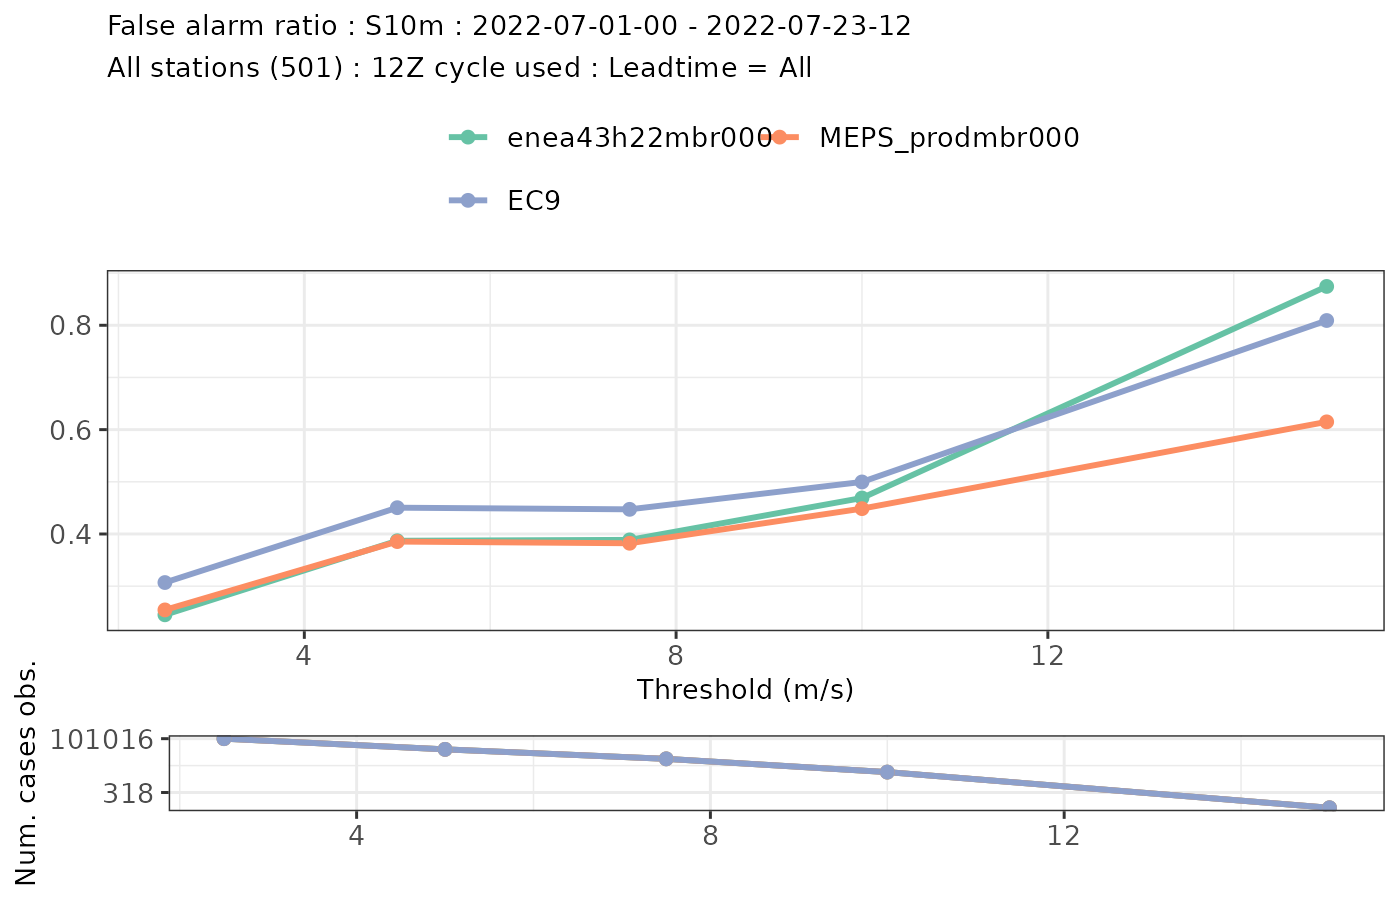 False alarm ratio : S10m : 2022-07-01-00 - 2022-07-23-12
All stations (501) : 12Z cycle used : Leadtime = All
enea43h22mbr000 MEPS_prodmbr000
EC9
0.8
0.6
0.4
4 8 12
Threshold (m/s)
Num. cases obs.
101016
318
4 8 12